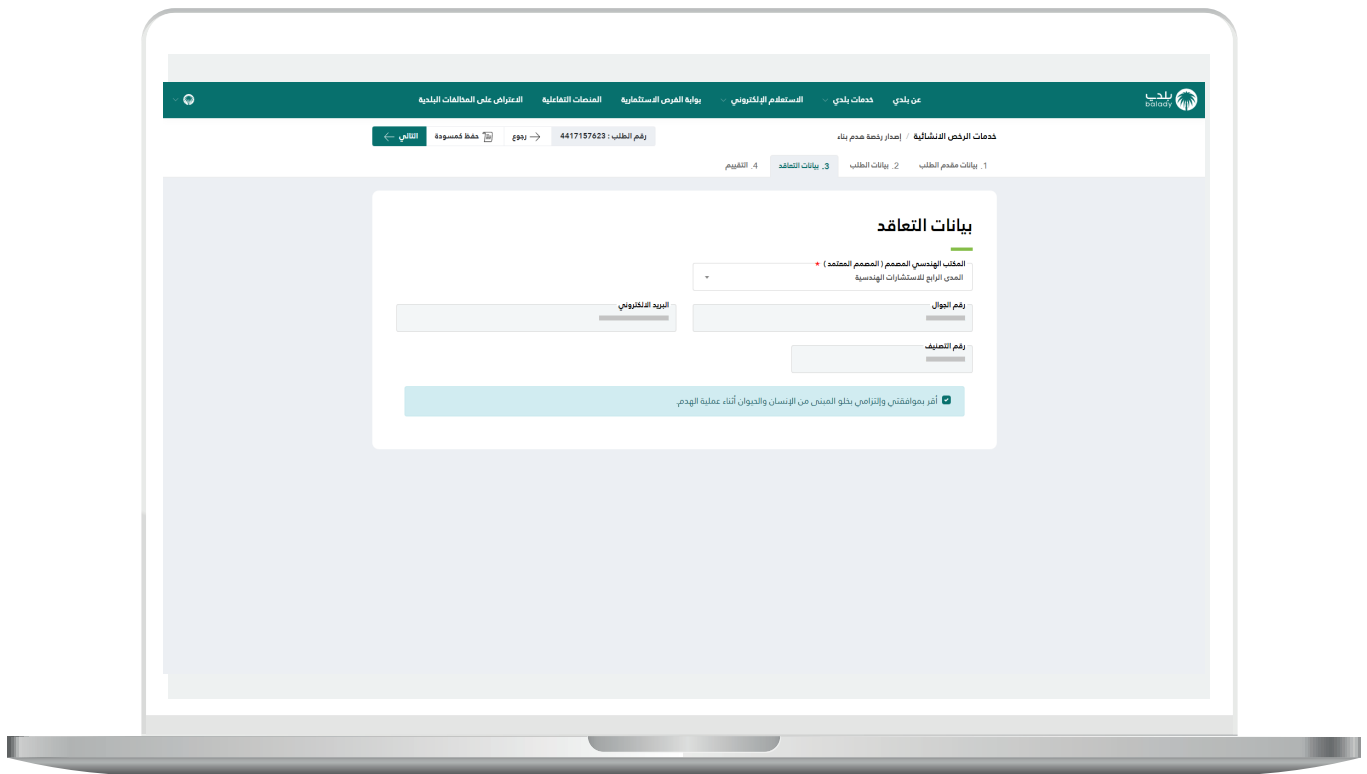 بلدي
balady
عن بلدي خدمات بلدي الاستعلام الإلكتروني بوابة الفرص الاستثمارية المنصات التفاعلية الاعتراض على المخالفات البلدية
خدمات الرخص الانشائية / إصدار رخصة هدم بناء
رقم الطلب : 4417157623 رجوع حفظ كمسودة التالي
1. بيانات مقدم الطلب 2. بيانات الطلب 3. بيانات التعاقد 4. التقييم
بيانات التعاقد
المكتب الهندسي المصمم ( المصمم المعتمد ) *
المدى الرابع للاستشارات الهندسية
رقم الجوال البريد الالكتروني
رقم التصنيف
أقر بموافقتي وإلتزامي بخلو المبنى من الإنسان والحيوان أثناء عملية الهدم.